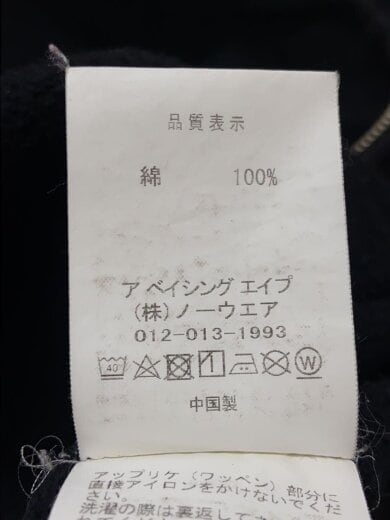 品質表示
綿 100%
ア ベイシング エイプ
(株)ノーウエア
012-013-1993
40 W
中国製
アップリケ (ワッペン) 部分に
直接アイロンをかけないでくだ
さい。
洗濯の際は裏返して